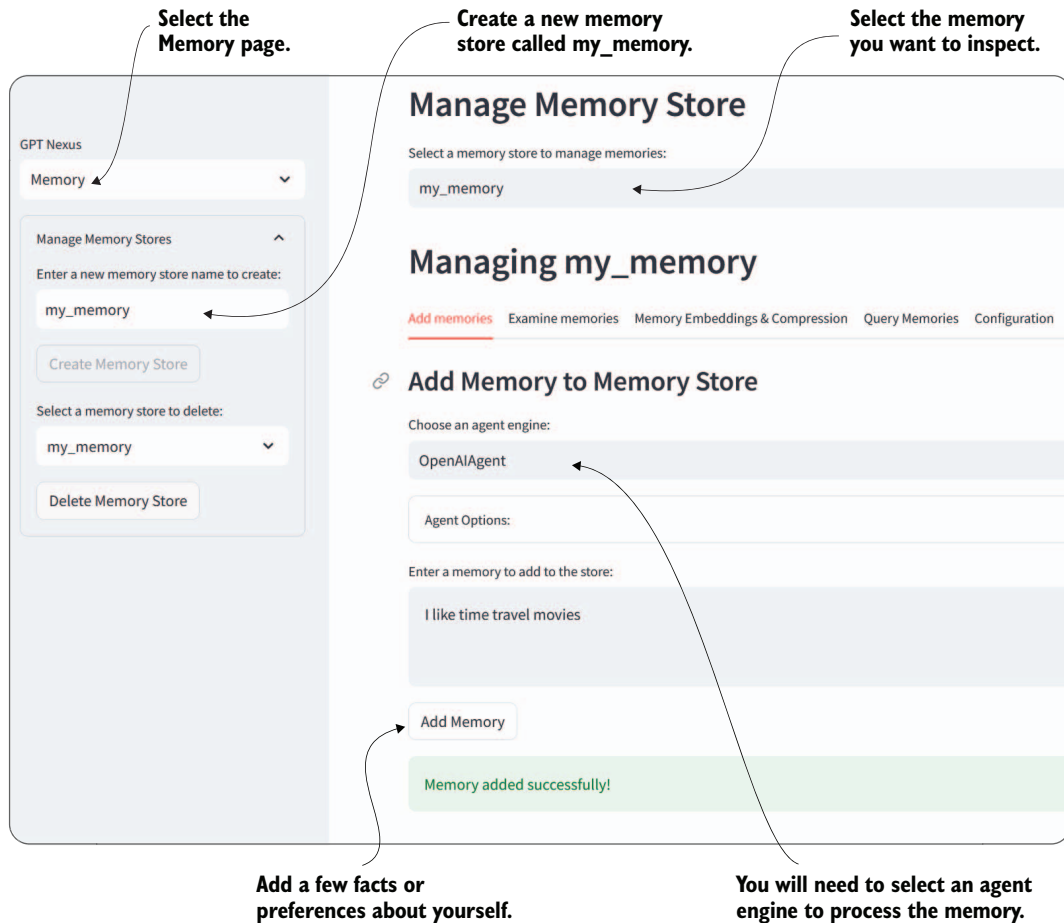 Select the
Memory page.
Create a new memory
store called my_memory.
Select the memory
you want to inspect.
GPT Nexus
Memory
Manage Memory Stores
Enter a new memory store name to create:
my_memory
Create Memory Store
Select a memory store to delete:
my_memory
Delete Memory Store
Manage Memory Store
Select a memory store to manage memories:
my_memory
Managing my_memory
Add memories Examine memories Memory Embeddings & Compression Query Memories Configuration
Add Memory to Memory Store
Choose an agent engine:
OpenAIAgent
Agent Options:
Enter a memory to add to the store:
I like time travel movies
Add Memory
Memory added successfully!
Add a few facts or
preferences about yourself.
You will need to select an agent
engine to process the memory.